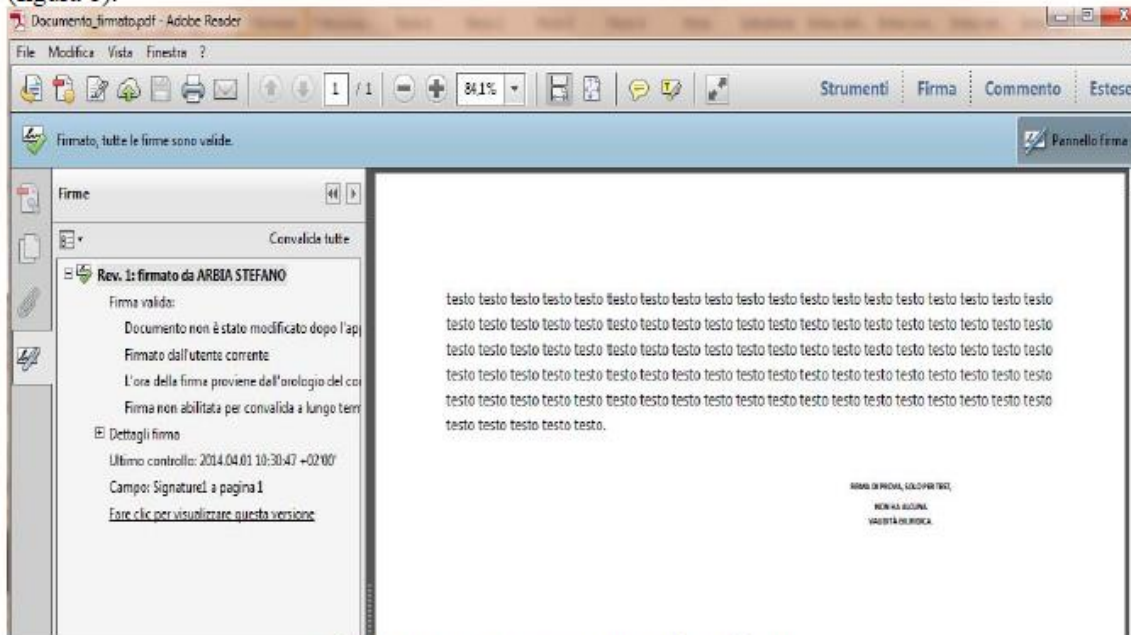 (figura 5).
Documento_firmato.pdf - Adobe Reader
File Modifica Vista Finestra ?
1 / 1 84,1% Strumenti Firma Commento Estese
Firmato, tutte le firme sono valide. Pannello firma
Firme
Convalida tutte
Rev. 1: firmato da ARBIA STEFANO
Firma valida:
Documento non è stato modificato dopo l'ap
Firmato dall'utente corrente
L'ora della firma proviene dall'orologio del co
Firma non abilitata per convalida a lungo term
Dettagli firma
Ultimo controllo: 2014.04.01 10:30:47 +02'00'
Campo: Signature1 a pagina 1
Fare clic per visualizzare questa versione
testo testo testo testo testo testo testo testo testo testo testo testo testo testo testo testo testo testo testo
testo testo testo testo testo testo testo testo testo testo testo testo testo testo testo testo testo testo testo
testo testo testo testo testo testo testo testo testo testo testo testo testo testo testo testo testo testo testo
testo testo testo testo testo testo testo testo testo testo testo testo testo testo testo testo testo testo testo
testo testo testo testo testo testo testo testo testo testo testo testo testo testo testo testo testo testo testo
testo testo testo testo testo.
FIRMA DI PROVA, SOLO PER TEST,
NON HA ALCUNA
VALIDITÀ GIURIDICA.